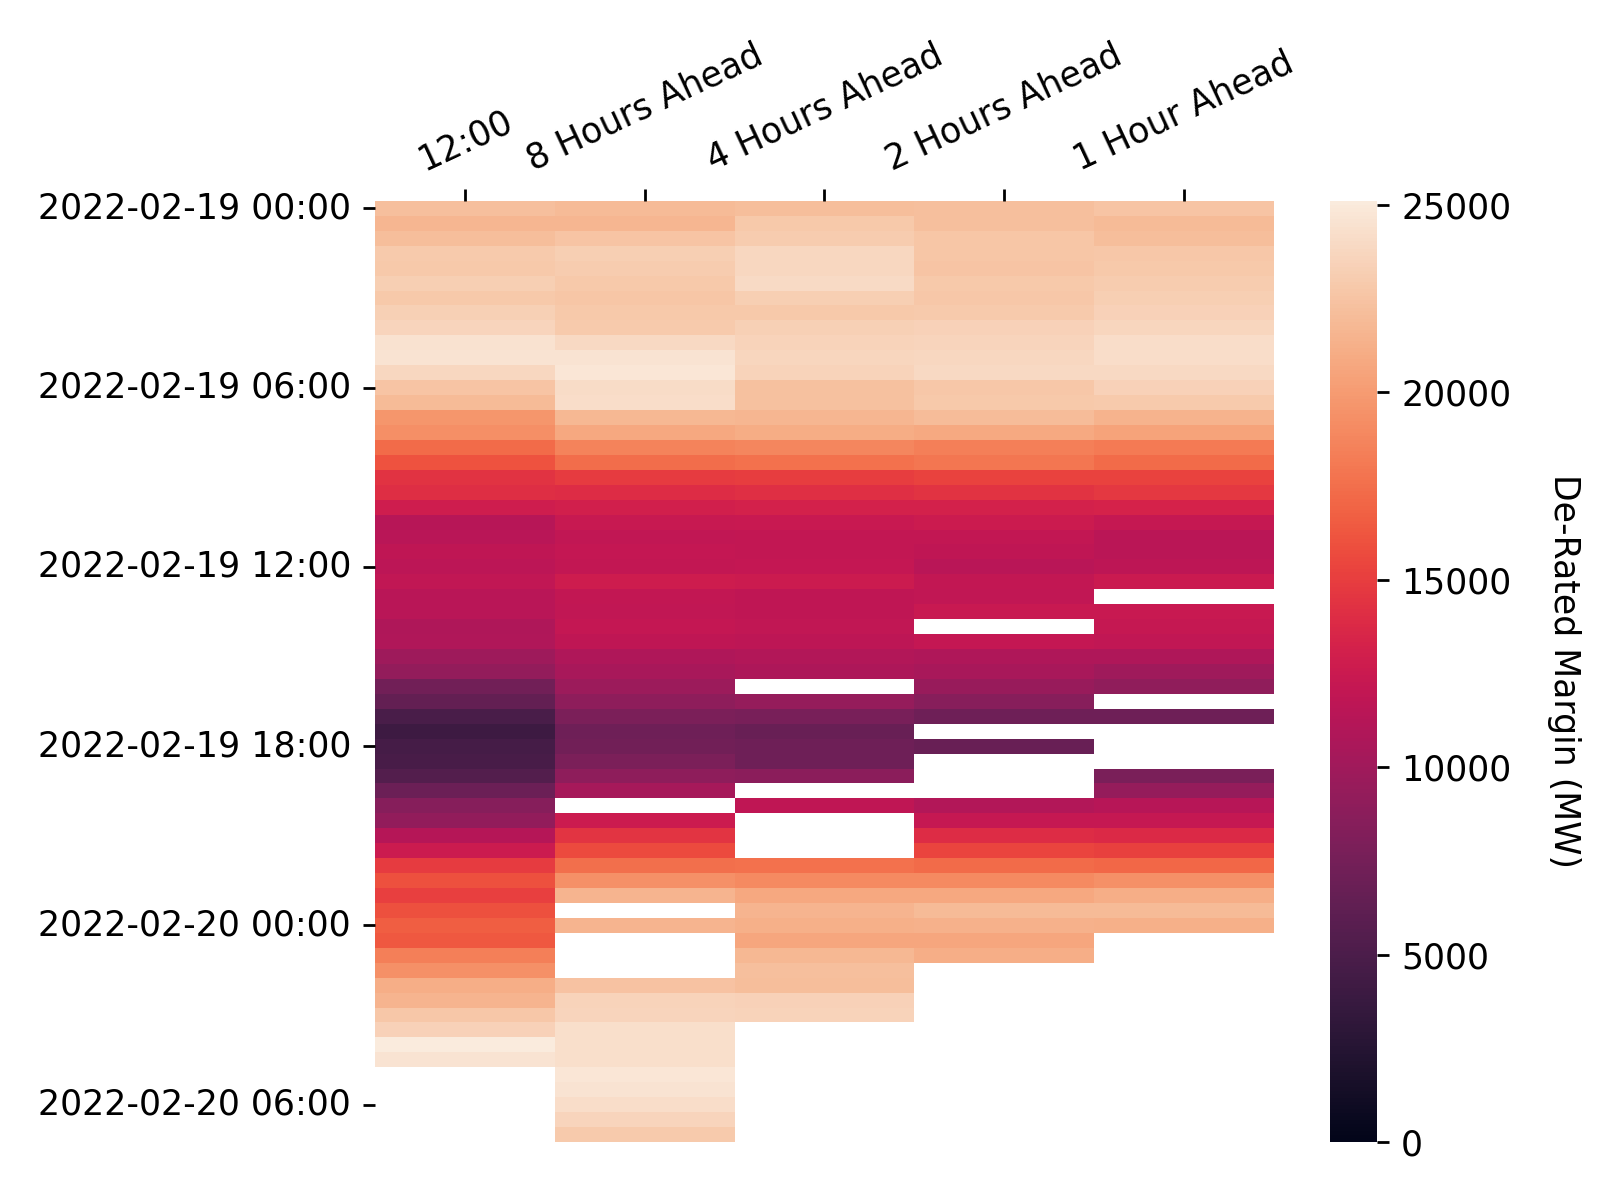 12:00
8 Hours Ahead
4 Hours Ahead
2 Hours Ahead
1 Hour Ahead
2022-02-19 00:00
2022-02-19 06:00
2022-02-19 12:00
2022-02-19 18:00
2022-02-20 00:00
2022-02-20 06:00
25000
20000
15000
10000
5000
0
De-Rated Margin (MW)